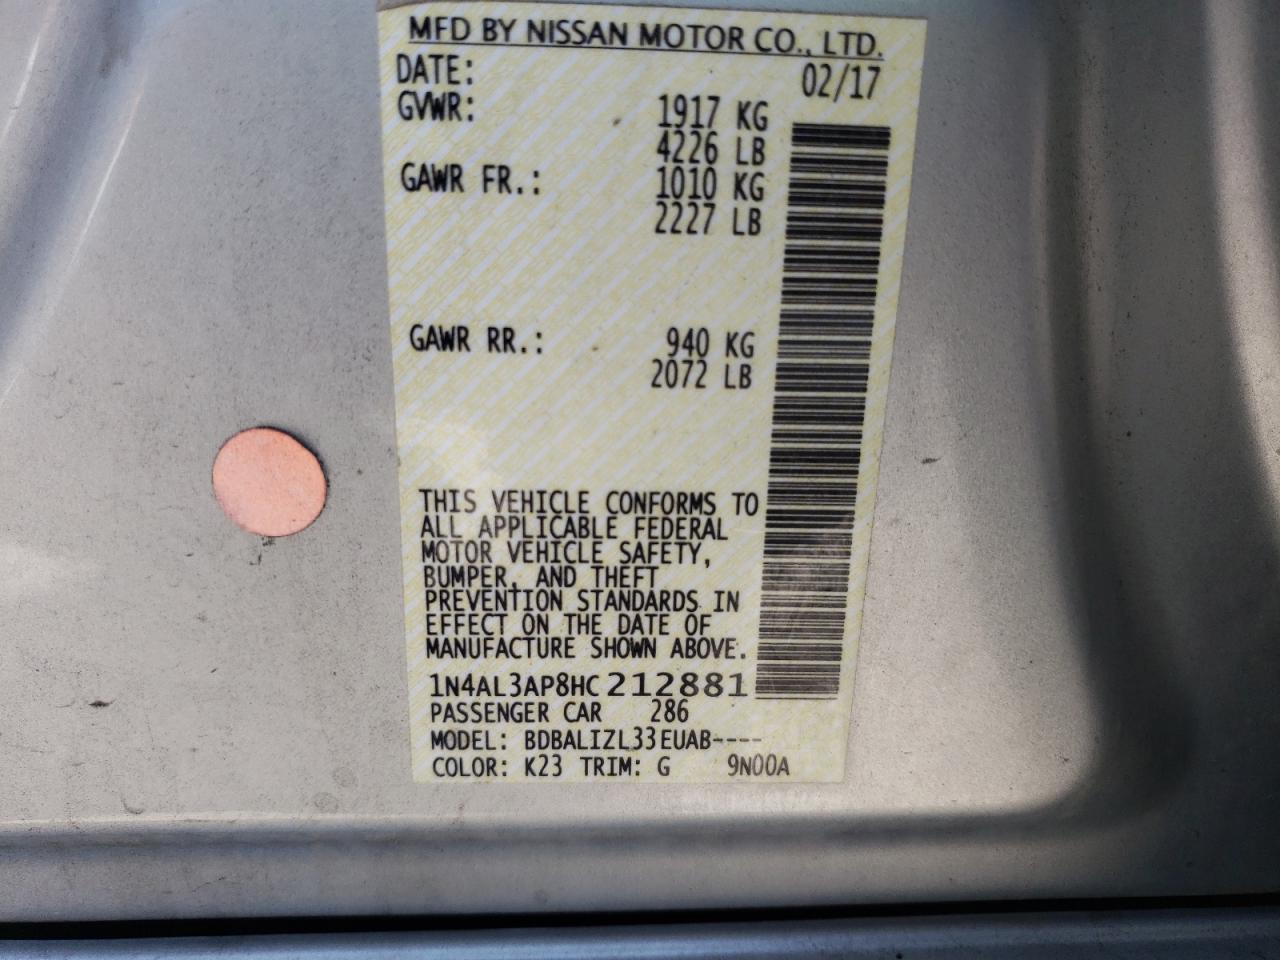 MFD BY NISSAN MOTOR CO., LTD.
DATE: 02/17
GVWR: 1917 KG
4226 LB
GAWR FR.: 1010 KG
2227 LB
GAWR RR.: 940 KG
2072 LB
THIS VEHICLE CONFORMS TO
ALL APPLICABLE FEDERAL
MOTOR VEHICLE SAFETY,
BUMPER, AND THEFT
PREVENTION STANDARDS IN
EFFECT ON THE DATE OF
MANUFACTURE SHOWN ABOVE.
1N4AL3AP8HC212881
PASSENGER CAR 286
MODEL: BDBALIZL33EUAB----
COLOR: K23 TRIM: G 9N00A